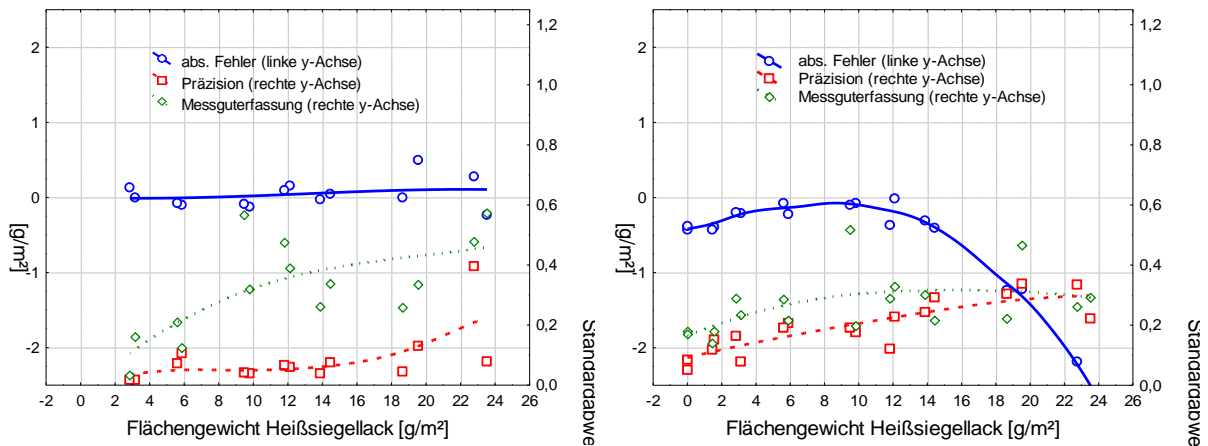 abs. Fehler (linke y-Achse)
Präzision (rechte y-Achse)
Messguterfassung (rechte y-Achse)
2
1
0
-1
-2
[g/m²]
1,2
1,0
0,8
0,6
0,4
0,2
0,0
-2 0 2 4 6 8 10 12 14 16 18 20 22 24 26
Flächengewicht Heißsiegellack [g/m²]
abs. Fehler (linke y-Achse)
Präzision (rechte y-Achse)
Messguterfassung (rechte y-Achse)
2
1
0
-1
-2
[g/m²]
1,2
1,0
0,8
0,6
0,4
0,2
0,0
-2 0 2 4 6 8 10 12 14 16 18 20 22 24 26
Flächengewicht Heißsiegellack [g/m²]